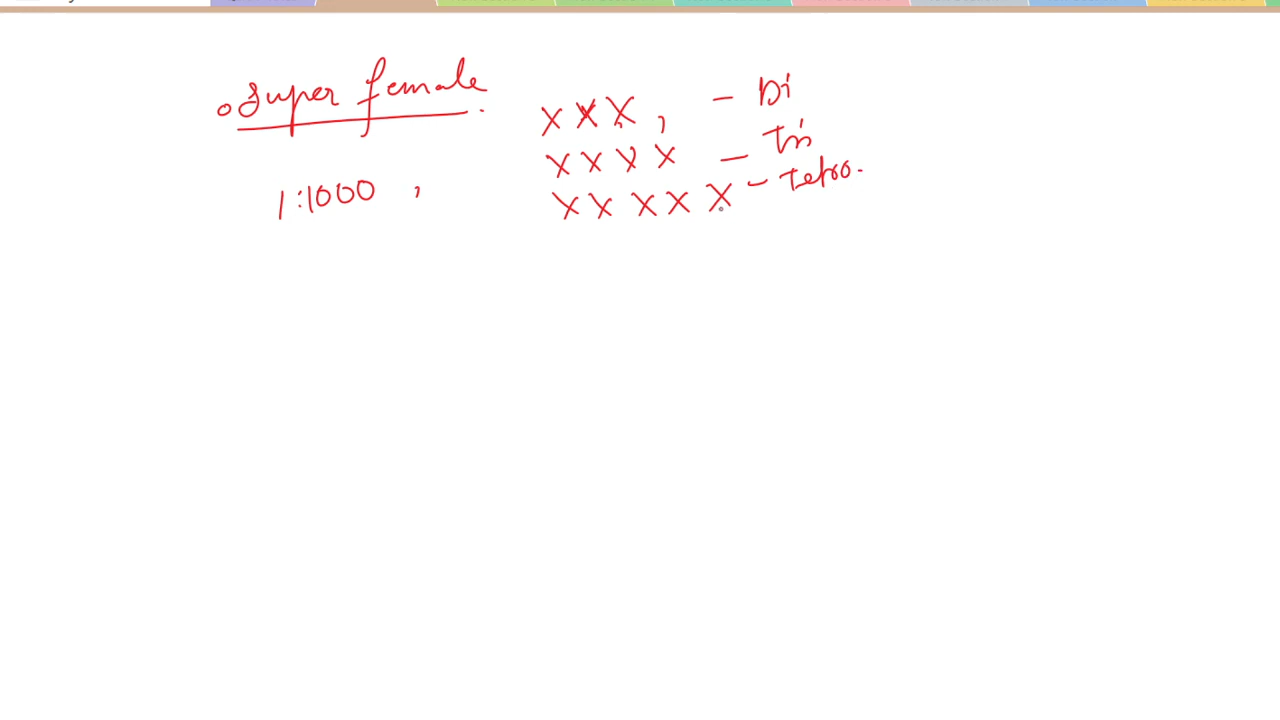 Super female
XXX, - Di
XXXX - Tri
XXXXX - Tetra.
1:1000 ,